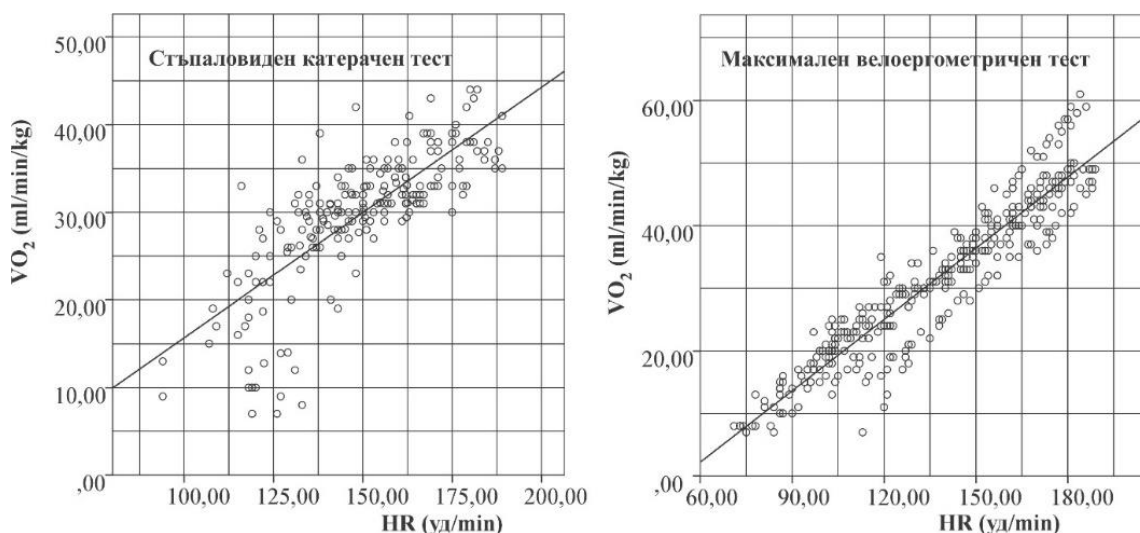 Стъпаловиден катерачен тест
VO2 (ml/min/kg)
50,00
40,00
30,00
20,00
10,00
,00
100,00 125,00 150,00 175,00 200,00
HR (уд/min)
Максимален велоергометричен тест
VO2 (ml/min/kg)
60,00
40,00
20,00
,00
60,00 90,00 120,00 150,00 180,00
HR (уд/min)